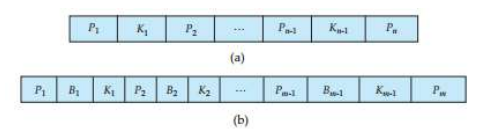 P₁ K₁ P₂ ... Pₙ₋₁ Kₙ₋₁ Pₙ
(a)
P₁ B₁ K₁ P₂ B₂ K₂ ... Pₘ₋₁ Bₘ₋₁ Kₘ₋₁ Pₘ
(b)